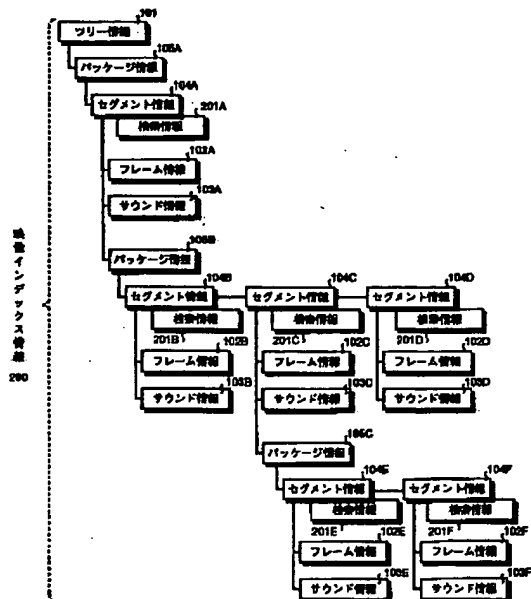 101
ツリー情報
105A
パッケージ情報
104A
セグメント情報
201A
検索情報
102A
フレーム情報
103A
サウンド情報
105B
パッケージ情報
104B
セグメント情報
104C
セグメント情報
104D
セグメント情報
検索情報
検索情報
検索情報
201B
102B
201C
102C
201D
102D
フレーム情報
フレーム情報
フレーム情報
103B
103C
103D
サウンド情報
サウンド情報
サウンド情報
105C
パッケージ情報
104E
セグメント情報
104F
セグメント情報
検索情報
検索情報
201E
102E
201F
102F
フレーム情報
フレーム情報
103E
103F
サウンド情報
サウンド情報
映像インデックス情報
200